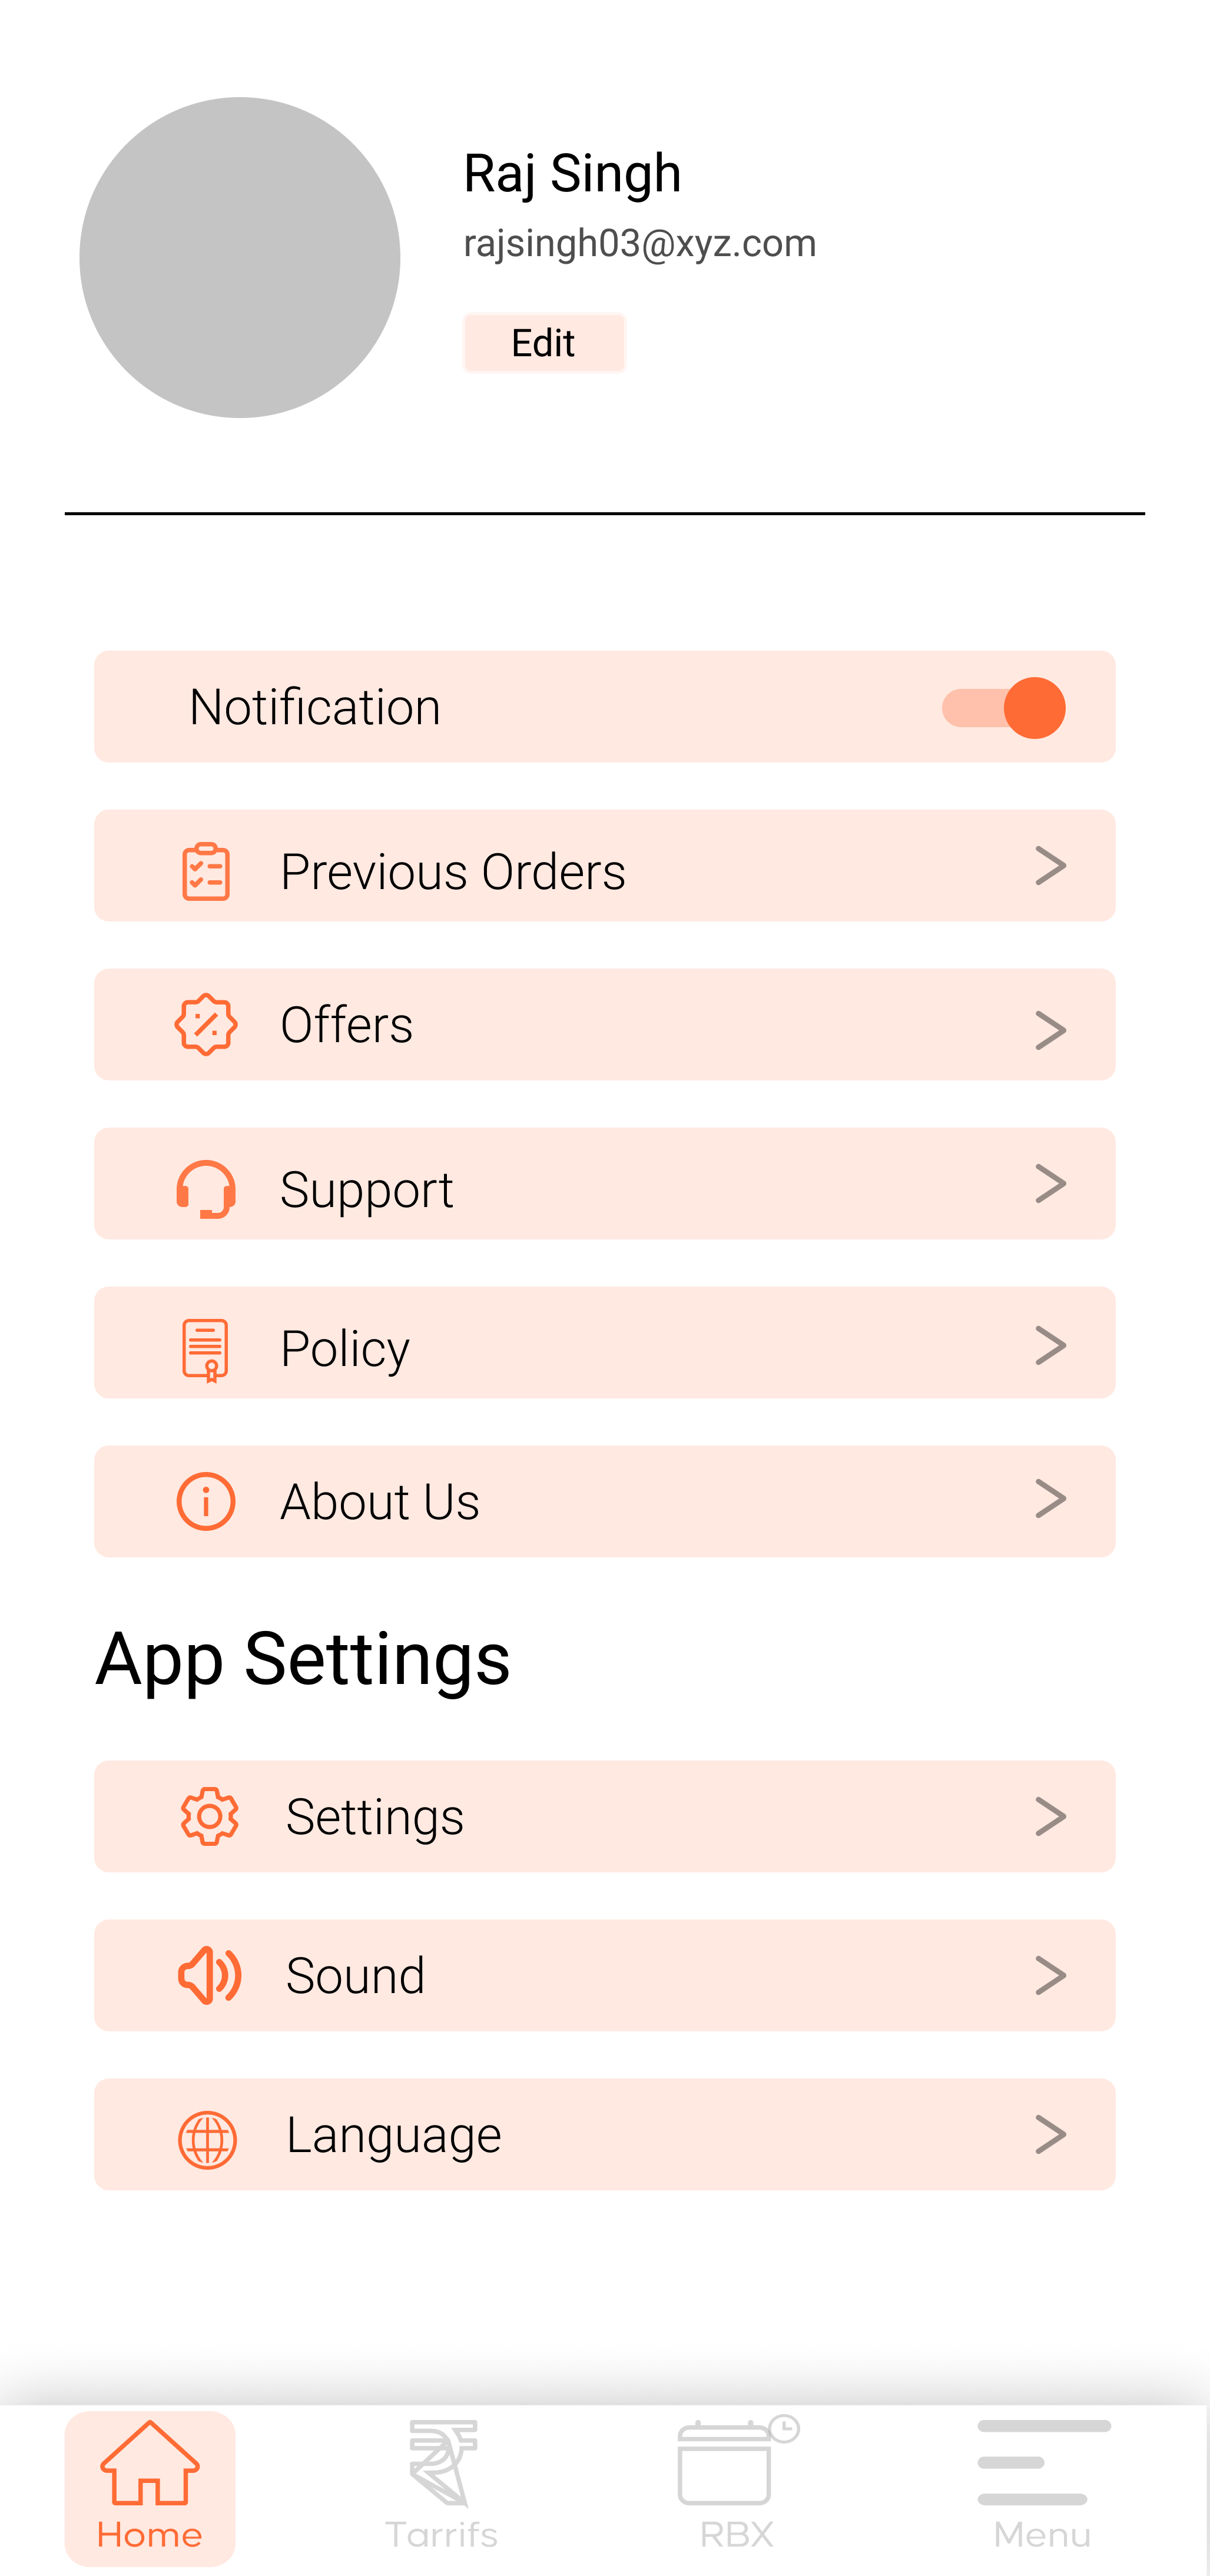 Raj Singh
rajsingh03@xyz.com
Edit
Notification
Previous Orders
Offers
Support
Policy
About Us
App Settings
Settings
Sound
Language
Home
Tarrifs
RBX
Menu